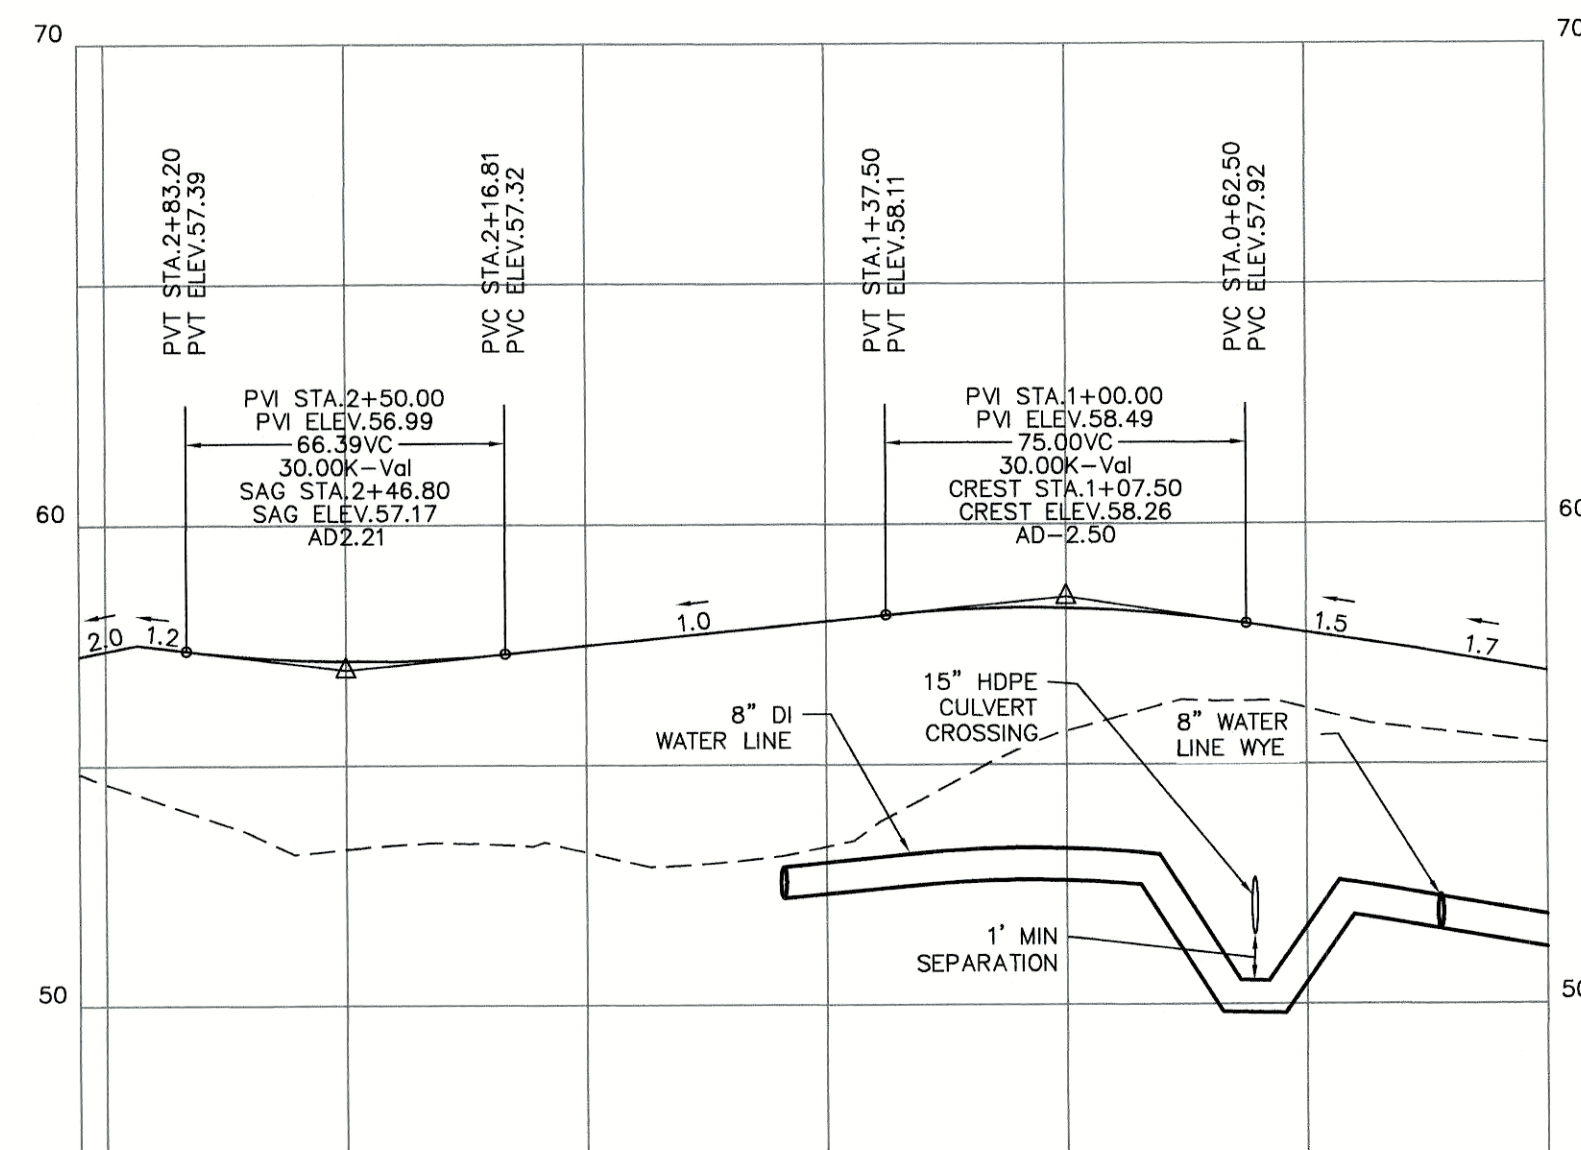 70
70
PVT STA.2+83.20
PVT ELEV.57.39
PVC STA.2+16.81
PVC ELEV.57.32
PVT STA.1+37.50
PVT ELEV.58.11
PVC STA.0+62.50
PVC ELEV.57.92
PVI STA.2+50.00
PVI ELEV.56.99
66.39VC
30.00K-Val
SAG STA.2+46.80
SAG ELEV.57.17
AD2.21
PVI STA.1+00.00
PVI ELEV.58.49
75.00VC
30.00K-Val
CREST STA.1+07.50
CREST ELEV.58.26
AD-2.50
60
60
2.0
1.2
1.0
1.5
1.7
8" DI
WATER LINE
15" HDPE
CULVERT
CROSSING
8" WATER
LINE WYE
1' MIN
SEPARATION
50
50